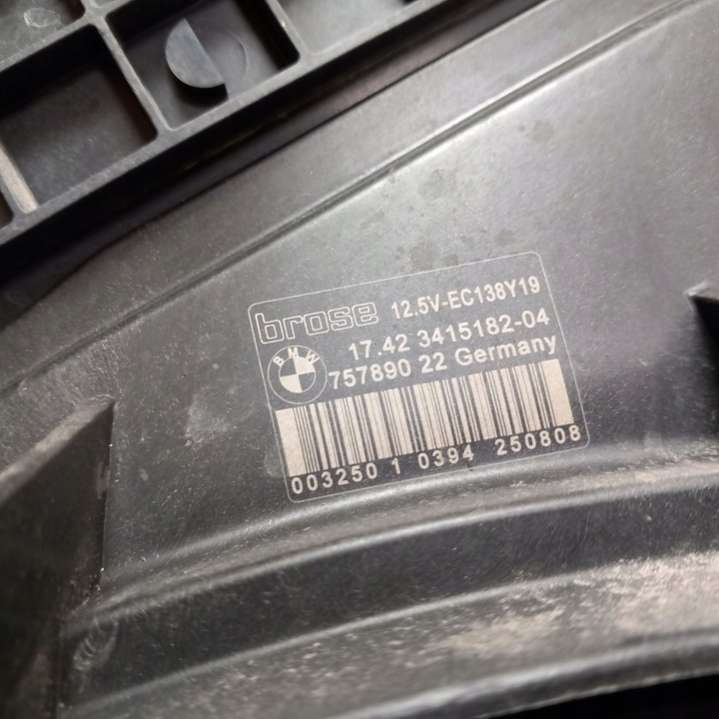 brose 12.5V-EC138Y19
BMW
17.42 3415182-04
757890 22 Germany
003250 1 0394 250808